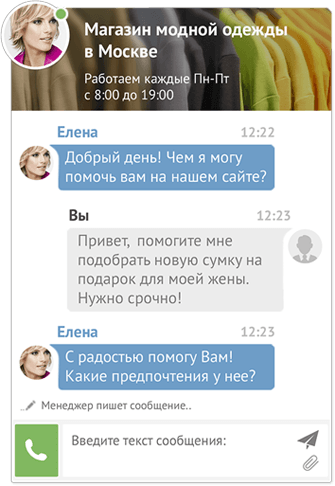 Магазин модной одежды
в Москве
Работаем каждые Пн-Пт
с 8:00 до 19:00
Елена 12:22
Добрый день! Чем я могу
помочь вам на нашем сайте?
Вы 12:23
Привет, помогите мне
подобрать новую сумку на
подарок для моей жены.
Нужно срочно!
Елена 12:23
С радостью помогу Вам!
Какие предпочтения у нее?
Менеджер пишет сообщение..
Введите текст сообщения: